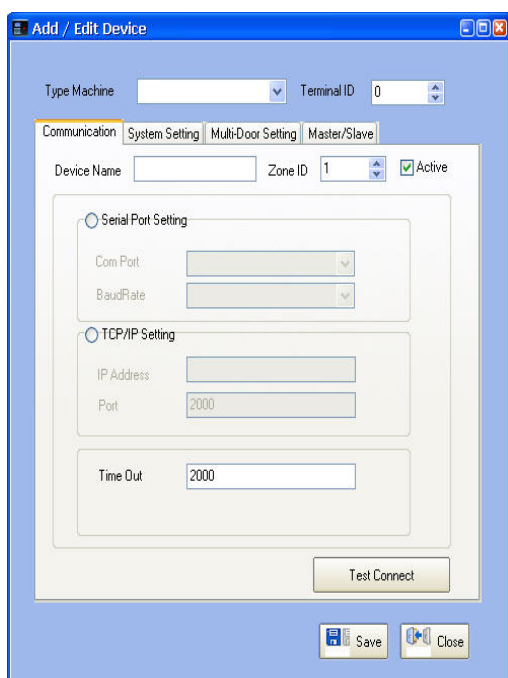 Add / Edit Device
Type Machine Terminal ID 0
Communication System Setting Multi-Door Setting Master/Slave
Device Name Zone ID 1 Active
Serial Port Setting
Com Port
BaudRate
TCP/IP Setting
IP Address
Port 2000
Time Out 2000
Test Connect
Save Close